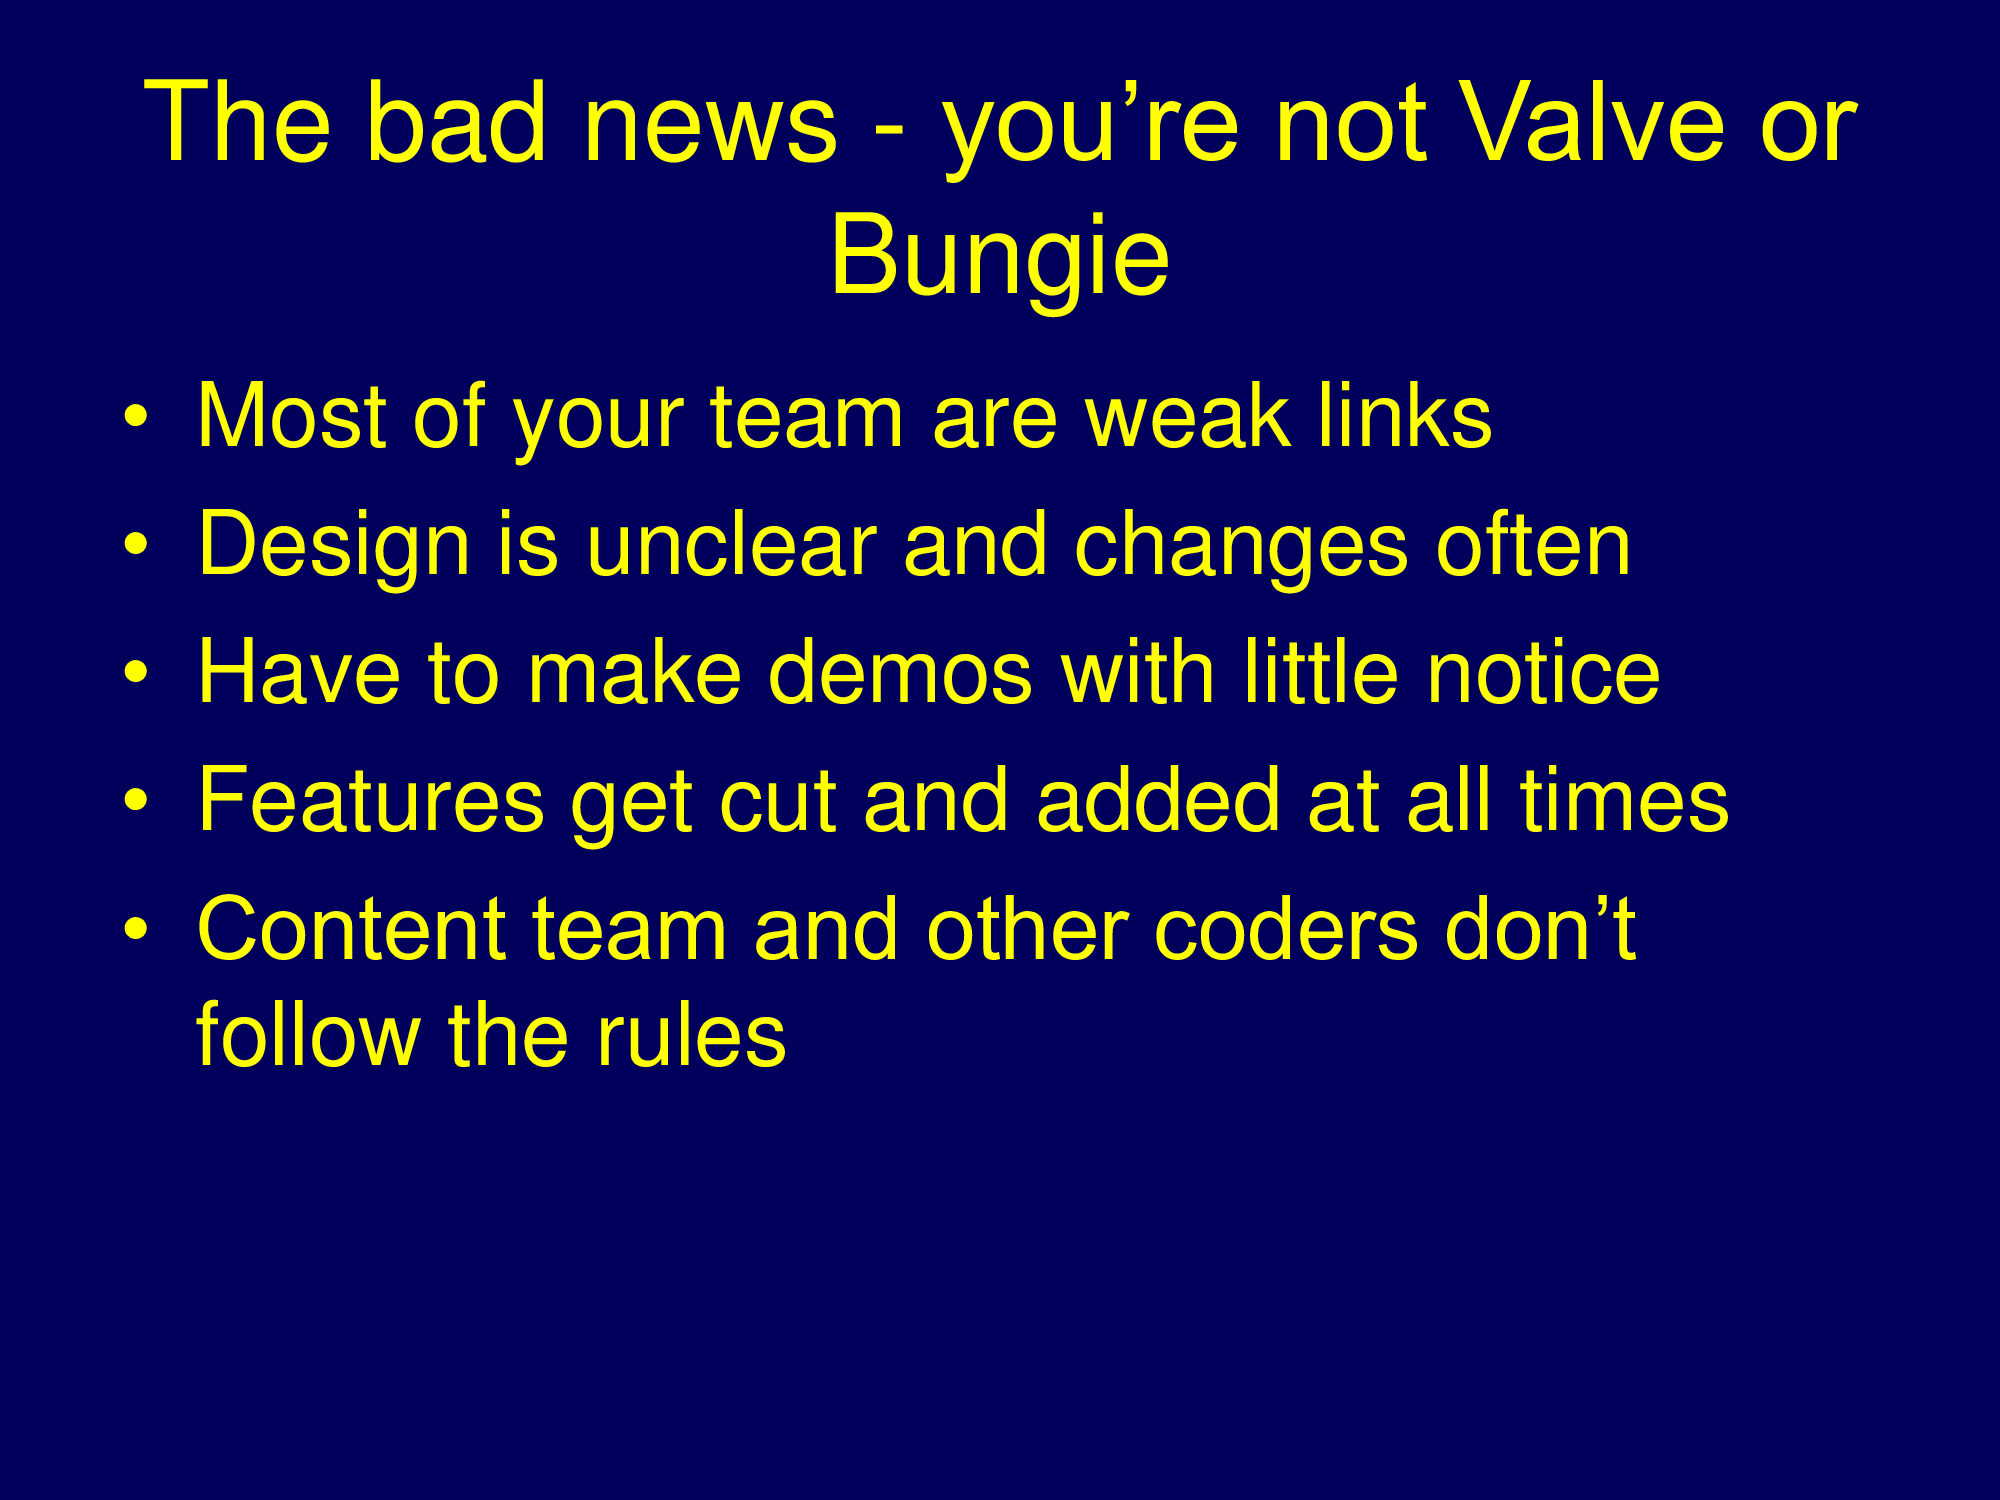 The bad news - you’re not Valve or
Bungie
• Most of your team are weak links
• Design is unclear and changes often
• Have to make demos with little notice
• Features get cut and added at all times
• Content team and other coders don’t
follow the rules